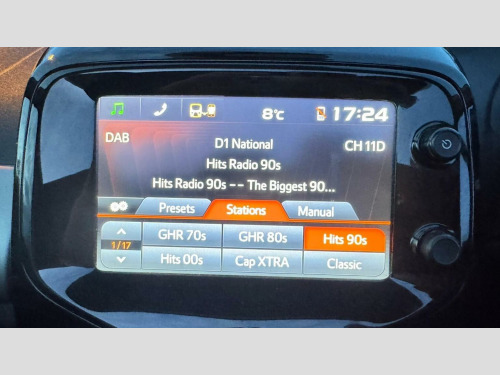 8°C 17:24
DAB D1 National CH 11D
Hits Radio 90s
Hits Radio 90s -- The Biggest 90...
Presets Stations Manual
1/17 GHR 70s GHR 80s Hits 90s
Hits 00s Cap XTRA Classic